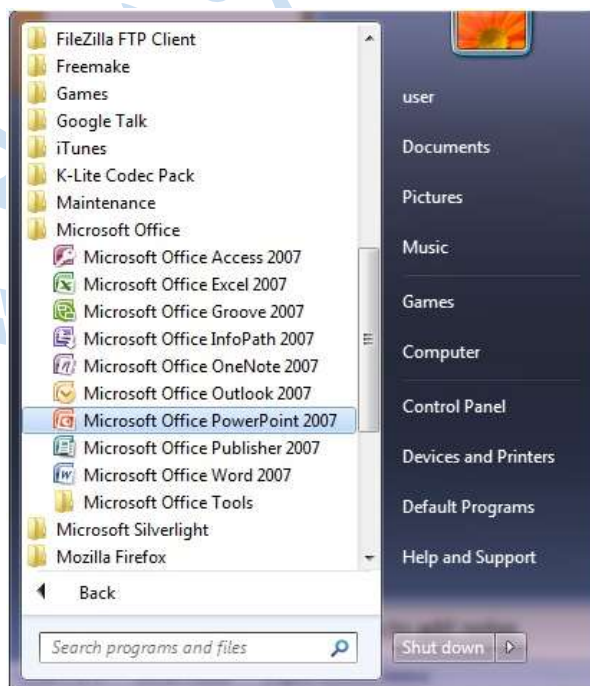 FileZilla FTP Client
Freemake
Games
Google Talk
iTunes
K-Lite Codec Pack
Maintenance
Microsoft Office
Microsoft Office Access 2007
Microsoft Office Excel 2007
Microsoft Office Groove 2007
Microsoft Office InfoPath 2007
Microsoft Office OneNote 2007
Microsoft Office Outlook 2007
Microsoft Office PowerPoint 2007
Microsoft Office Publisher 2007
Microsoft Office Word 2007
Microsoft Office Tools
Microsoft Silverlight
Mozilla Firefox
Back
Search programs and files
user
Documents
Pictures
Music
Games
Computer
Control Panel
Devices and Printers
Default Programs
Help and Support
Shut down